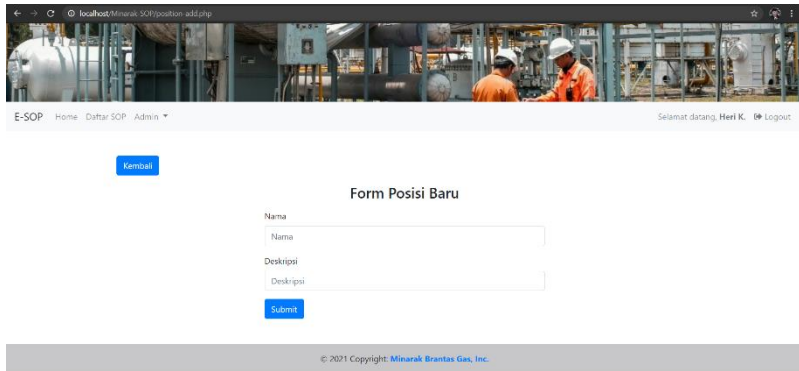 localhost/Minarak-SOP/position-add.php
E-SOP Home Daftar SOP Admin Selamat datang, Heri K. Logout
Kembali
Form Posisi Baru
Nama
Nama
Deskripsi
Deskripsi
Submit
© 2021 Copyright: Minarak Brantas Gas, Inc.